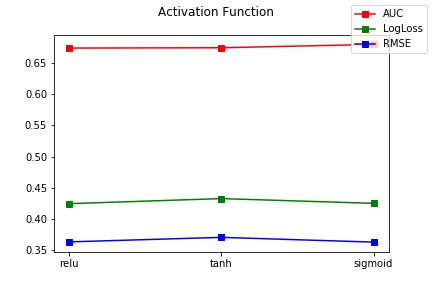 Activation Function
AUC
LogLoss
RMSE
0.65
0.60
0.55
0.50
0.45
0.40
0.35
relu tanh sigmoid